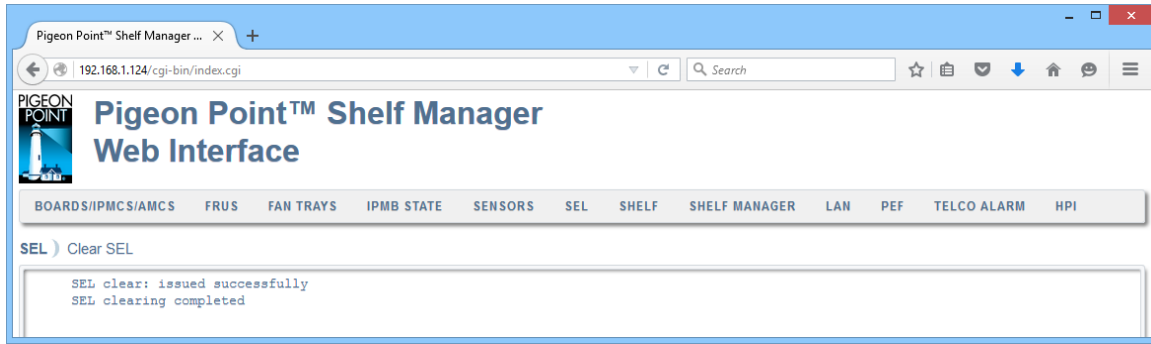 Pigeon Point™ Shelf Manager ...
192.168.1.124/cgi-bin/index.cgi
Search
PIGEON
POINT
Pigeon Point™ Shelf Manager
Web Interface
BOARDS/IPMCS/AMCS FRUS FAN TRAYS IPMB STATE SENSORS SEL SHELF SHELF MANAGER LAN PEF TELCO ALARM HPI
SEL ) Clear SEL
SEL clear: issued successfully
SEL clearing completed